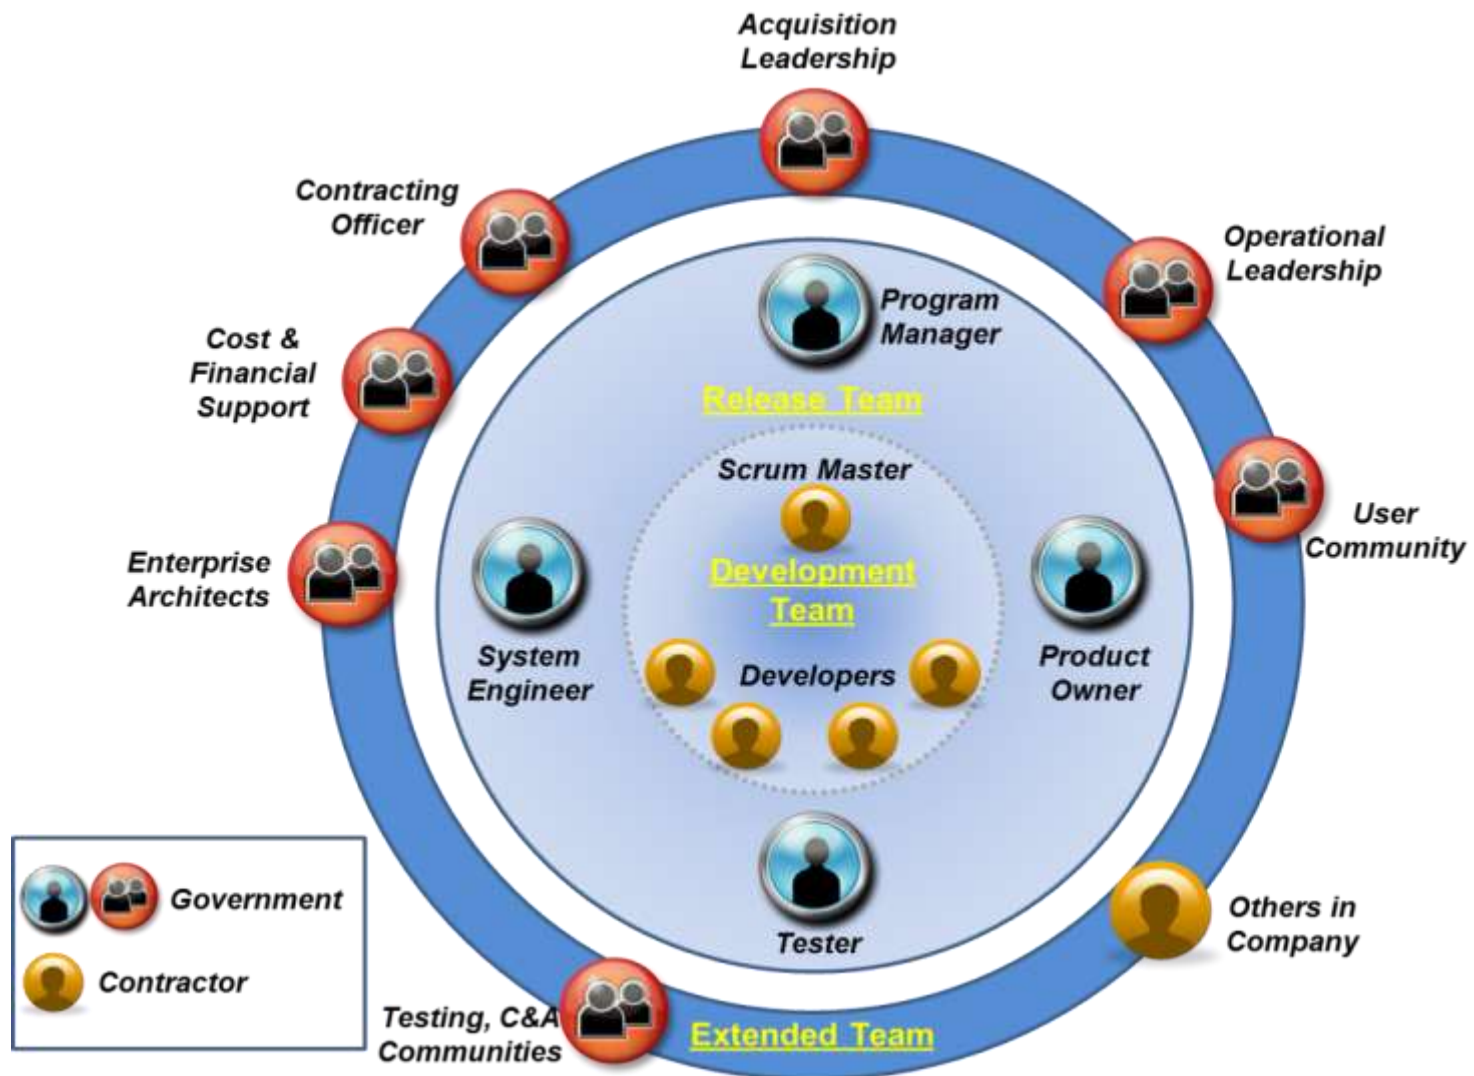 Acquisition
Leadership
Contracting
Officer
Operational
Leadership
Program
Manager
Cost &
Financial
Support
Release Team
Scrum Master
User
Community
Enterprise
Architects
Development
Team
System
Engineer
Developers
Product
Owner
Government
Contractor
Tester
Others in
Company
Testing, C&A
Communities
Extended Team